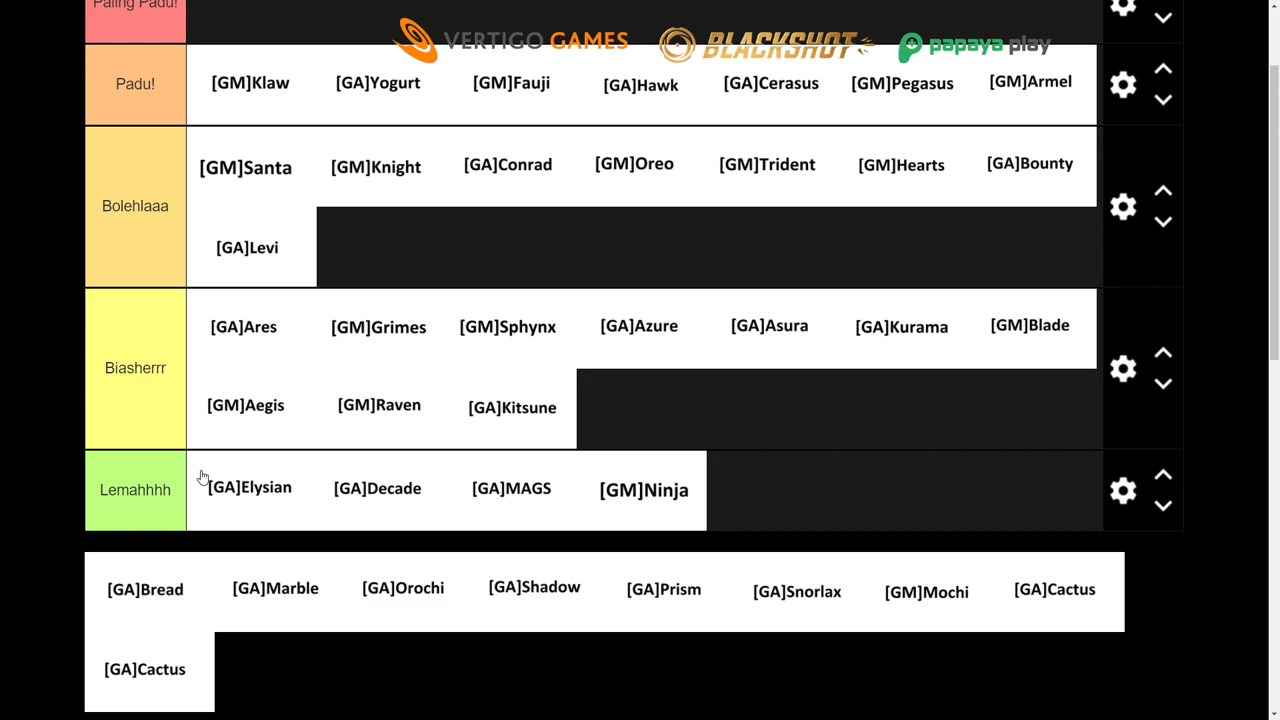 Paling Padu!
VERTIGO GAMES BLACKSHOT papaya play
Padu! [GM]Klaw [GA]Yogurt [GM]Fauji [GA]Hawk [GA]Cerasus [GM]Pegasus [GM]Armel
[GM]Santa [GM]Knight [GA]Conrad [GM]Oreo [GM]Trident [GM]Hearts [GA]Bounty
Bolehlaaa
[GA]Levi
[GA]Ares [GM]Grimes [GM]Sphynx [GA]Azure [GA]Asura [GA]Kurama [GM]Blade
Biasherrr
[GM]Aegis [GM]Raven [GA]Kitsune
Lemahhhh [GA]Elysian [GA]Decade [GA]MAGS [GM]Ninja
[GA]Bread [GA]Marble [GA]Orochi [GA]Shadow [GA]Prism [GA]Snorlax [GM]Mochi [GA]Cactus
[GA]Cactus